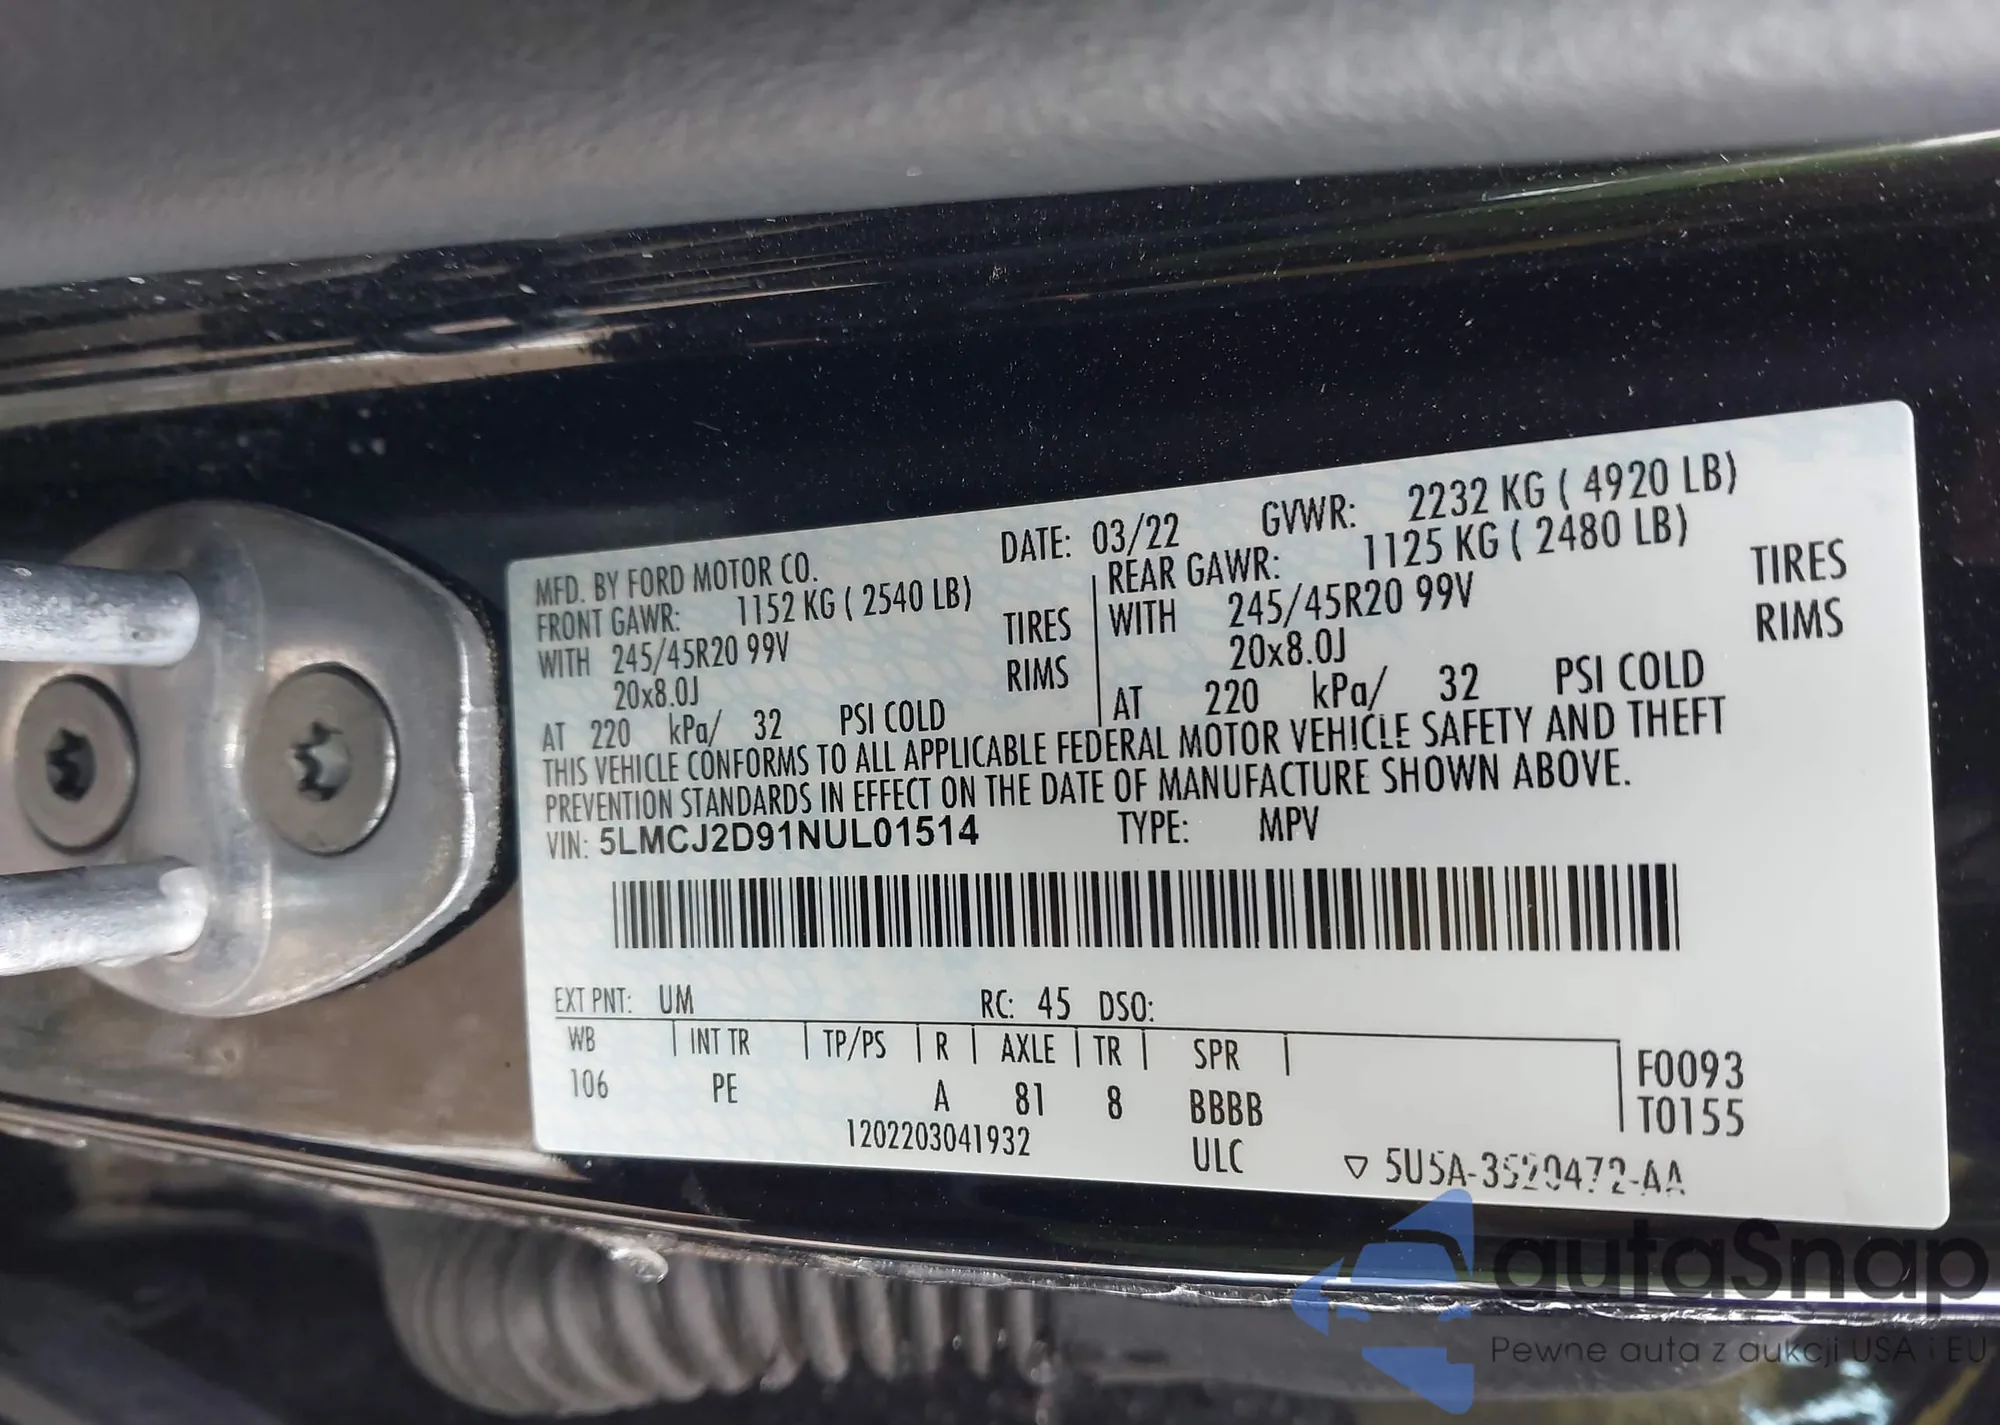 MFD. BY FORD MOTOR CO. DATE: 03/22 GVWR: 2232 KG ( 4920 LB)
FRONT GAWR: 1152 KG ( 2540 LB) REAR GAWR: 1125 KG ( 2480 LB)
WITH 245/45R20 99V TIRES WITH 245/45R20 99V TIRES
20x8.0J RIMS 20x8.0J RIMS
AT 220 kPa/ 32 PSI COLD AT 220 kPa/ 32 PSI COLD
THIS VEHICLE CONFORMS TO ALL APPLICABLE FEDERAL MOTOR VEHICLE SAFETY AND THEFT
PREVENTION STANDARDS IN EFFECT ON THE DATE OF MANUFACTURE SHOWN ABOVE.
VIN: 5LMCJ2D91NUL01514 TYPE: MPV
EXT PNT: UM RC: 45 DSO:
WB INT TR TP/PS R AXLE TR SPR
106 PE A 81 8 BBBB
F0093
T0155
1202203041932 ULC
5U5A-3520472-AA
autaSnap
Pewne auta z aukcji USA i EU